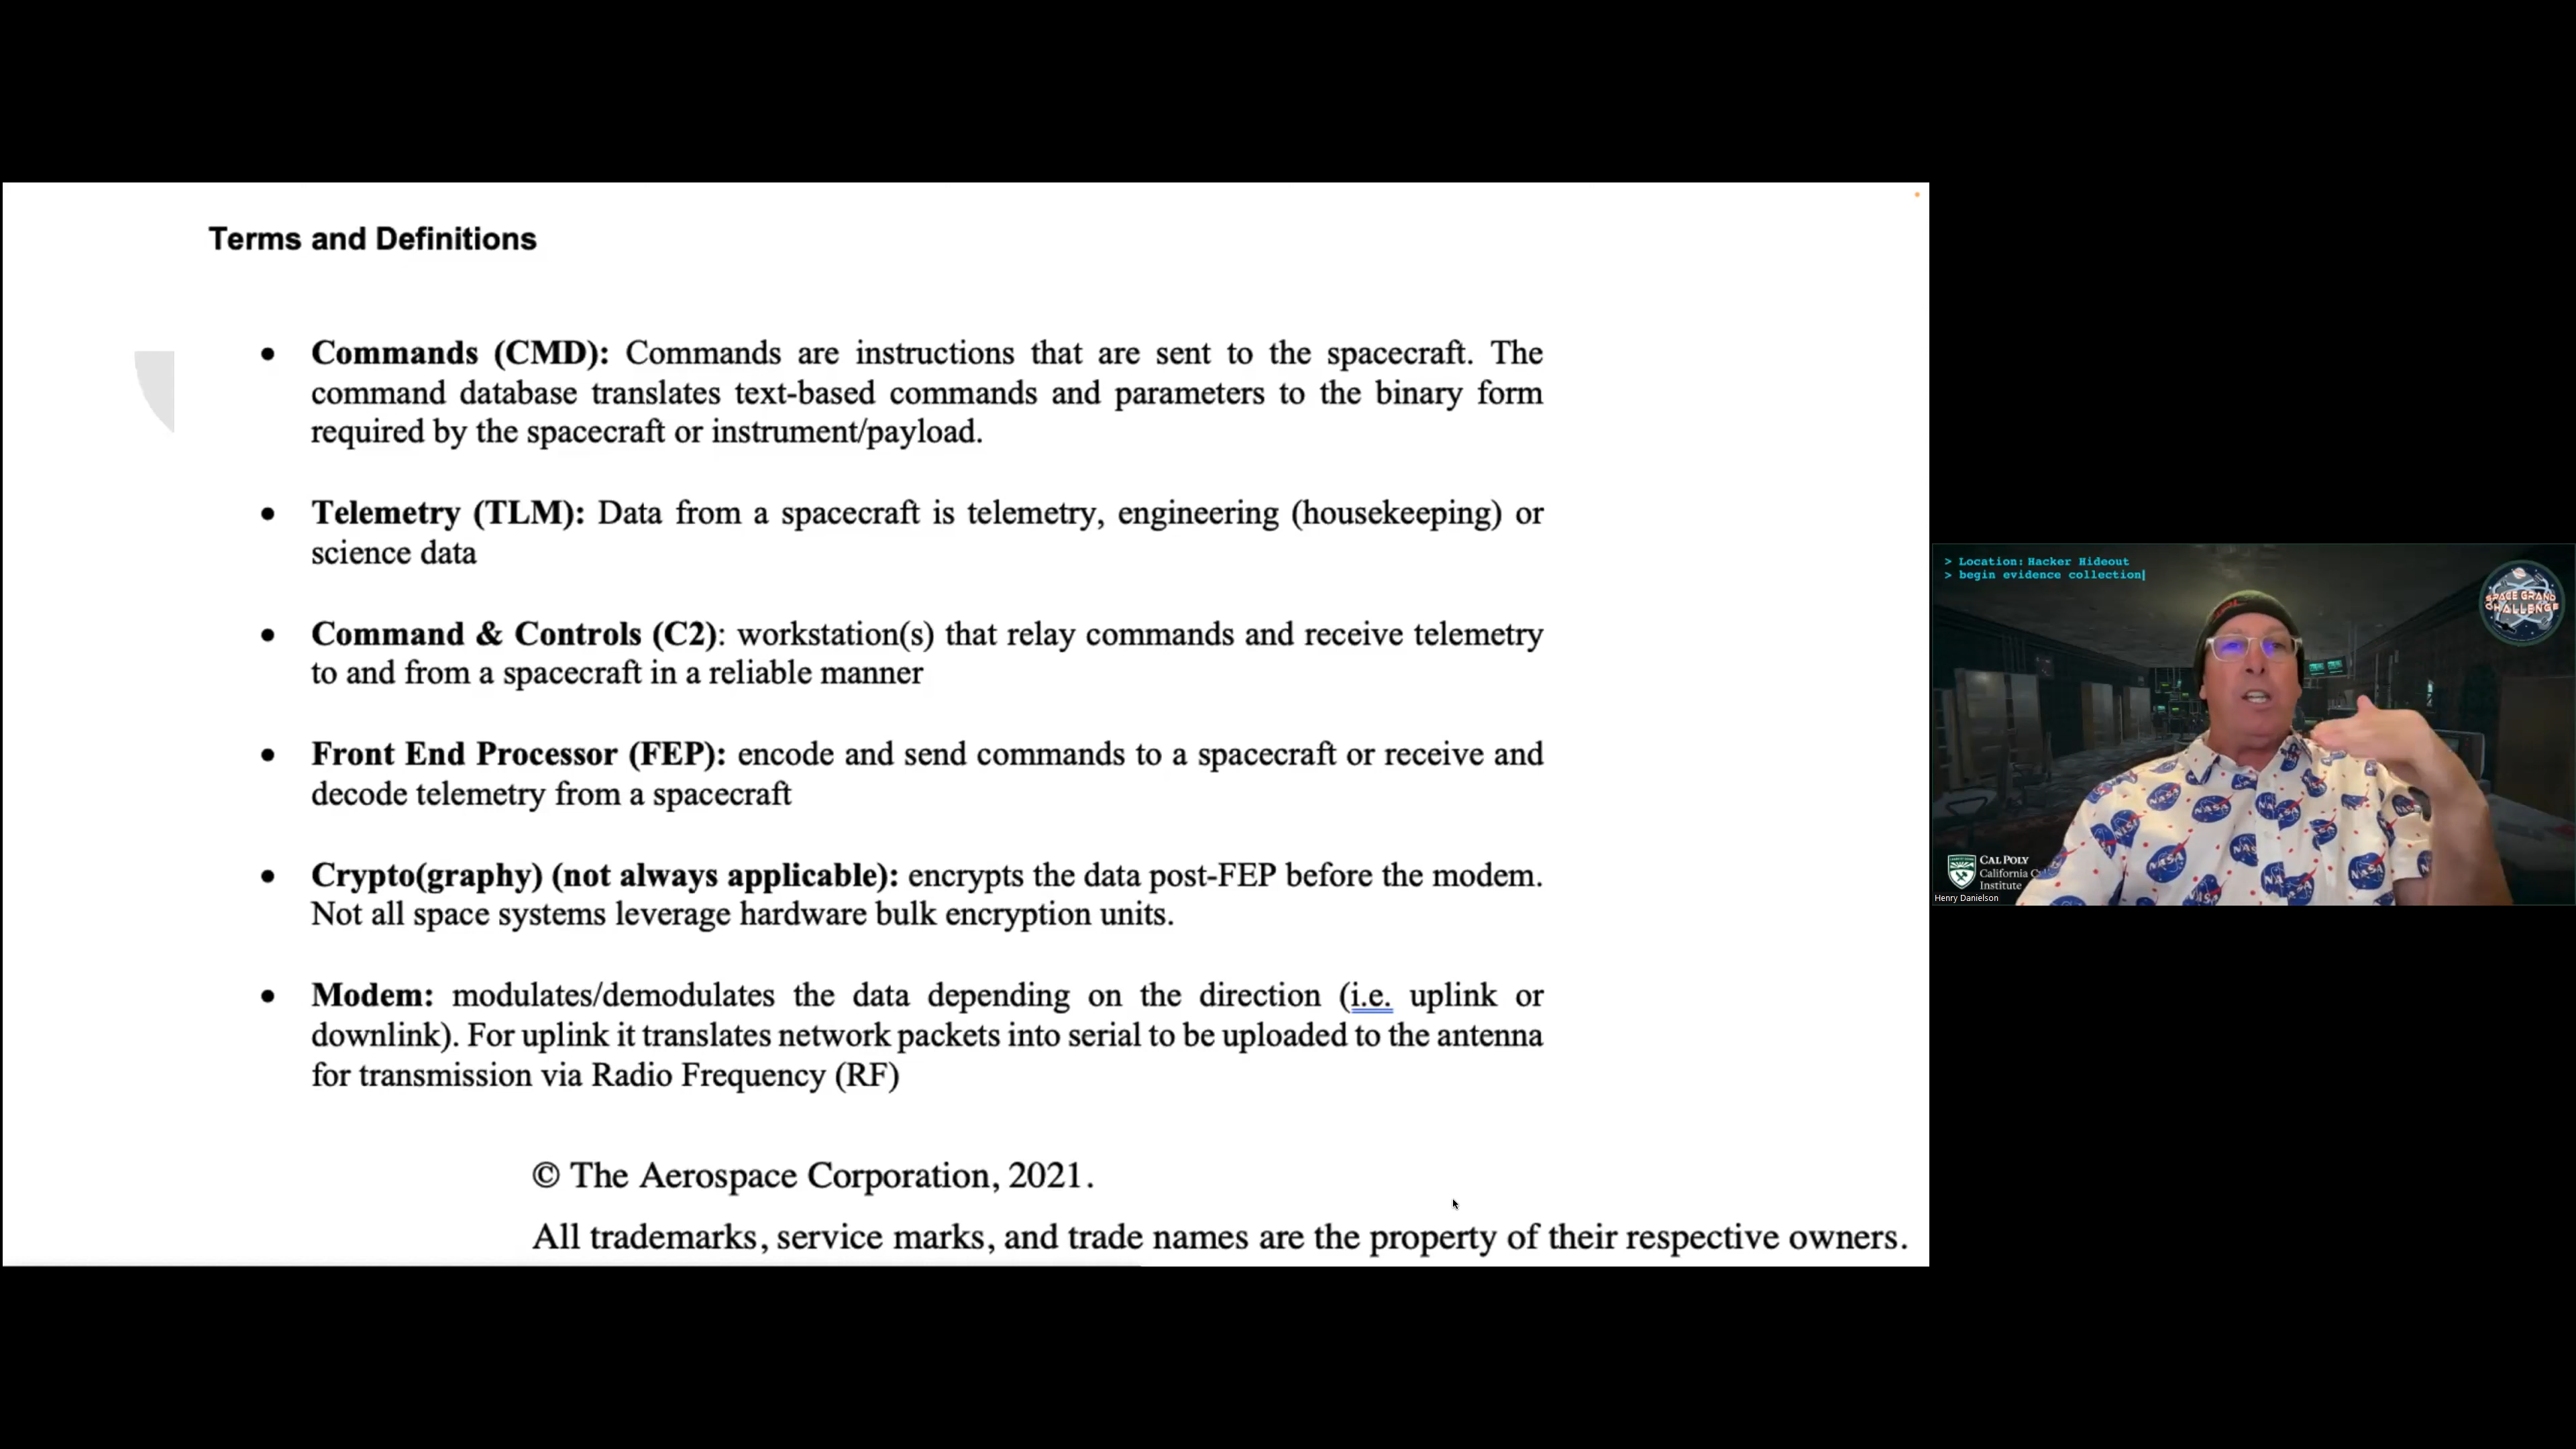 Terms and Definitions
• Commands (CMD): Commands are instructions that are sent to the spacecraft. The
command database translates text-based commands and parameters to the binary form
required by the spacecraft or instrument/payload.
• Telemetry (TLM): Data from a spacecraft is telemetry, engineering (housekeeping) or
science data
• Command & Controls (C2): workstation(s) that relay commands and receive telemetry
to and from a spacecraft in a reliable manner
• Front End Processor (FEP): encode and send commands to a spacecraft or receive and
decode telemetry from a spacecraft
• Crypto(graphy) (not always applicable): encrypts the data post-FEP before the modem.
Not all space systems leverage hardware bulk encryption units.
• Modem: modulates/demodulates the data depending on the direction (i.e. uplink or
downlink). For uplink it translates network packets into serial to be uploaded to the antenna
for transmission via Radio Frequency (RF)
© The Aerospace Corporation, 2021.
All trademarks, service marks, and trade names are the property of their respective owners.
> Location: Hacker Hideout
> begin evidence collection
SPACE GRAND
CHALLENGE
NASA
CAL POLY
California
Institute
Henry Danielson